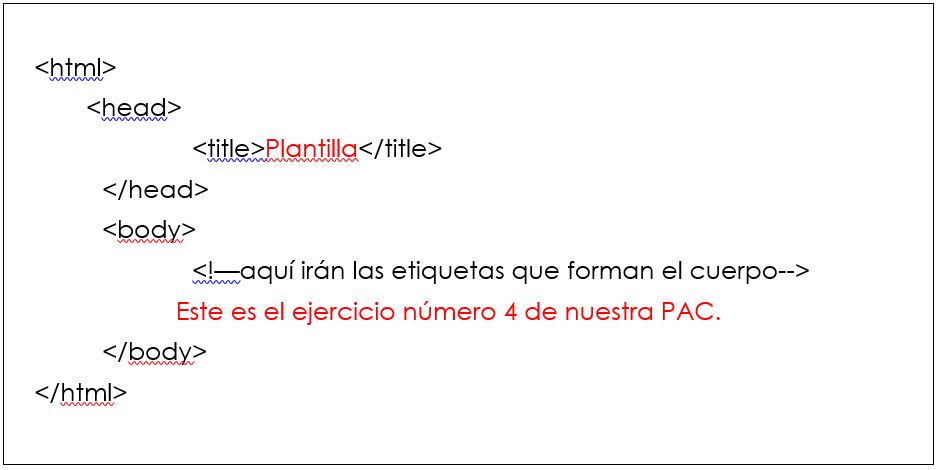 <html>
<head>
<title>Plantilla</title>
</head>
<body>
<!—aquí irán las etiquetas que forman el cuerpo-->
Este es el ejercicio número 4 de nuestra PAC.
</body>
</html>